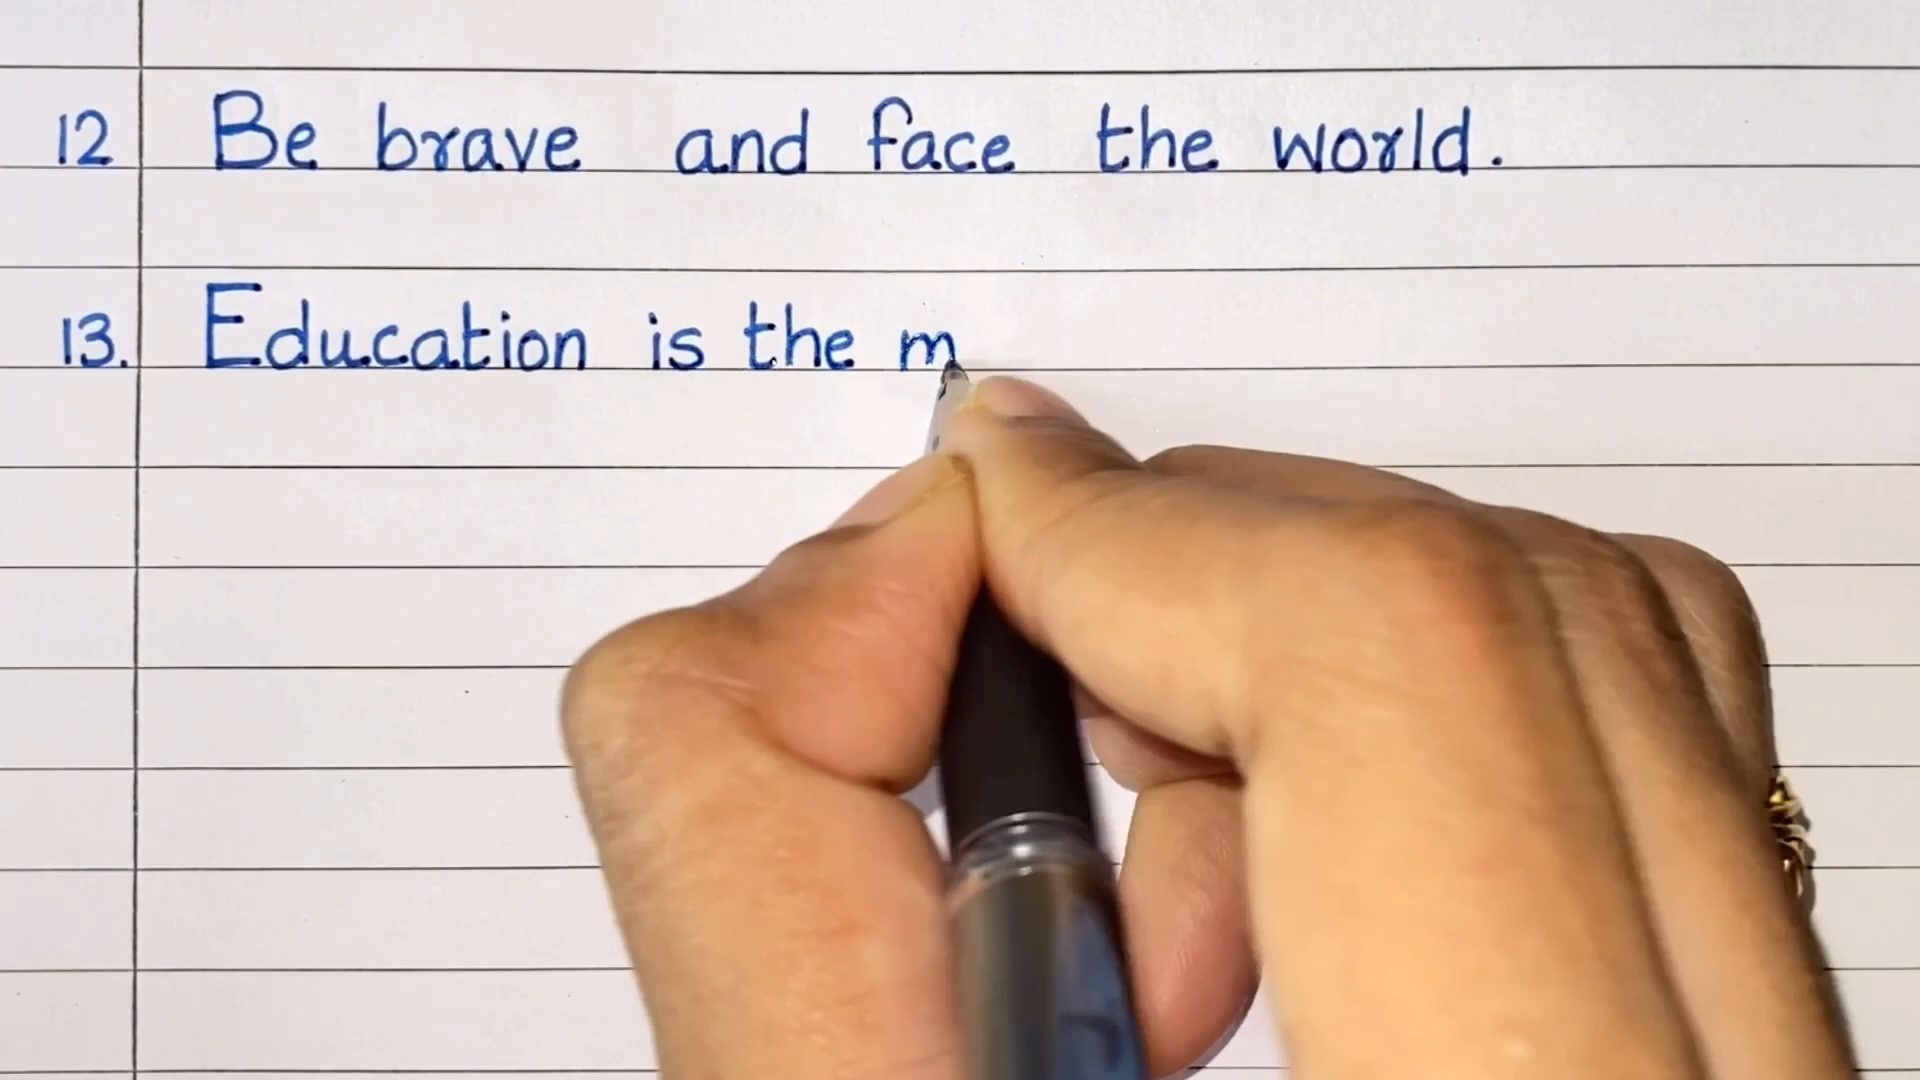 12 Be brave and face the world.
13. Education is the m